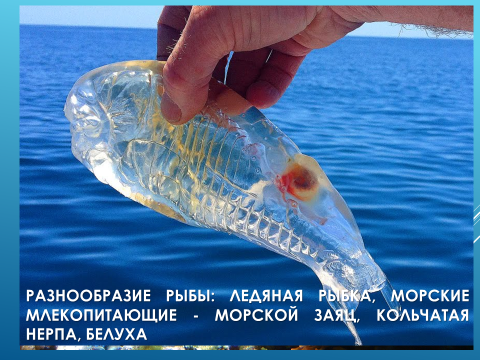 РАЗНООБРАЗИЕ РЫБЫ: ЛЕДЯНАЯ РЫБКА, МОРСКИЕ
МЛЕКОПИТАЮЩИЕ - МОРСКОЙ ЗАЯЦ, КОЛЬЧАТАЯ
НЕРПА, БЕЛУХА